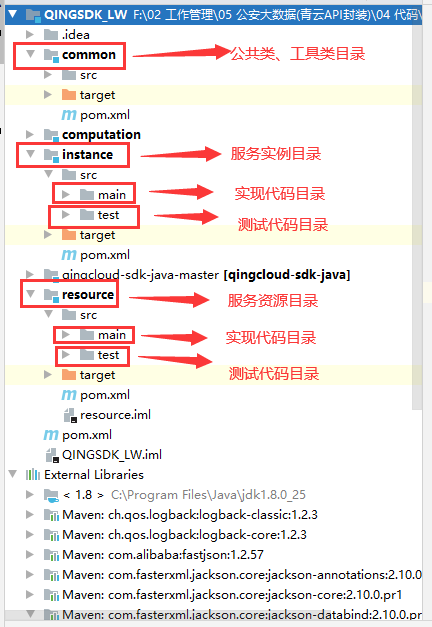 QINGSDK_LW F:\02 工作管理\05 公安大数据(青云API封装)\04 代码\
.idea
common 公共类、工具类目录
src
target
pom.xml
computation
instance 服务实例目录
src
main 实现代码目录
test 测试代码目录
target
pom.xml
qingcloud-sdk-java-master [qingcloud-sdk-java]
resource 服务资源目录
src
main 实现代码目录
test 测试代码目录
target
pom.xml
resource.iml
pom.xml
QINGSDK_LW.iml
External Libraries
< 1.8 > C:\Program Files\Java\jdk1.8.0_25
Maven: ch.qos.logback:logback-classic:1.2.3
Maven: ch.qos.logback:logback-core:1.2.3
Maven: com.alibaba:fastjson:1.2.57
Maven: com.fasterxml.jackson.core:jackson-annotations:2.10.0
Maven: com.fasterxml.jackson.core:jackson-core:2.10.0.pr1
Maven: com.fasterxml.jackson.core:jackson-databind:2.10.0.pr